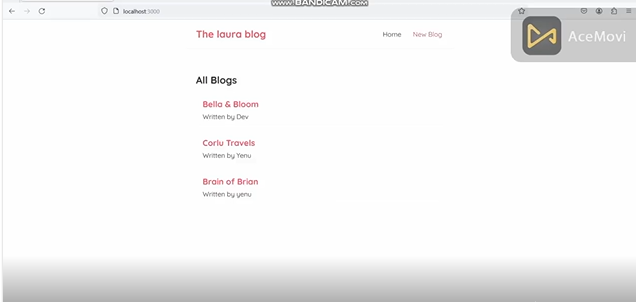 www.BANDICAM.com
localhost:3000
The laura blog
Home
New Blog
AceMovi
All Blogs
Bella & Bloom
Written by Dev
Corlu Travels
Written by Yenu
Brain of Brian
Written by yenu